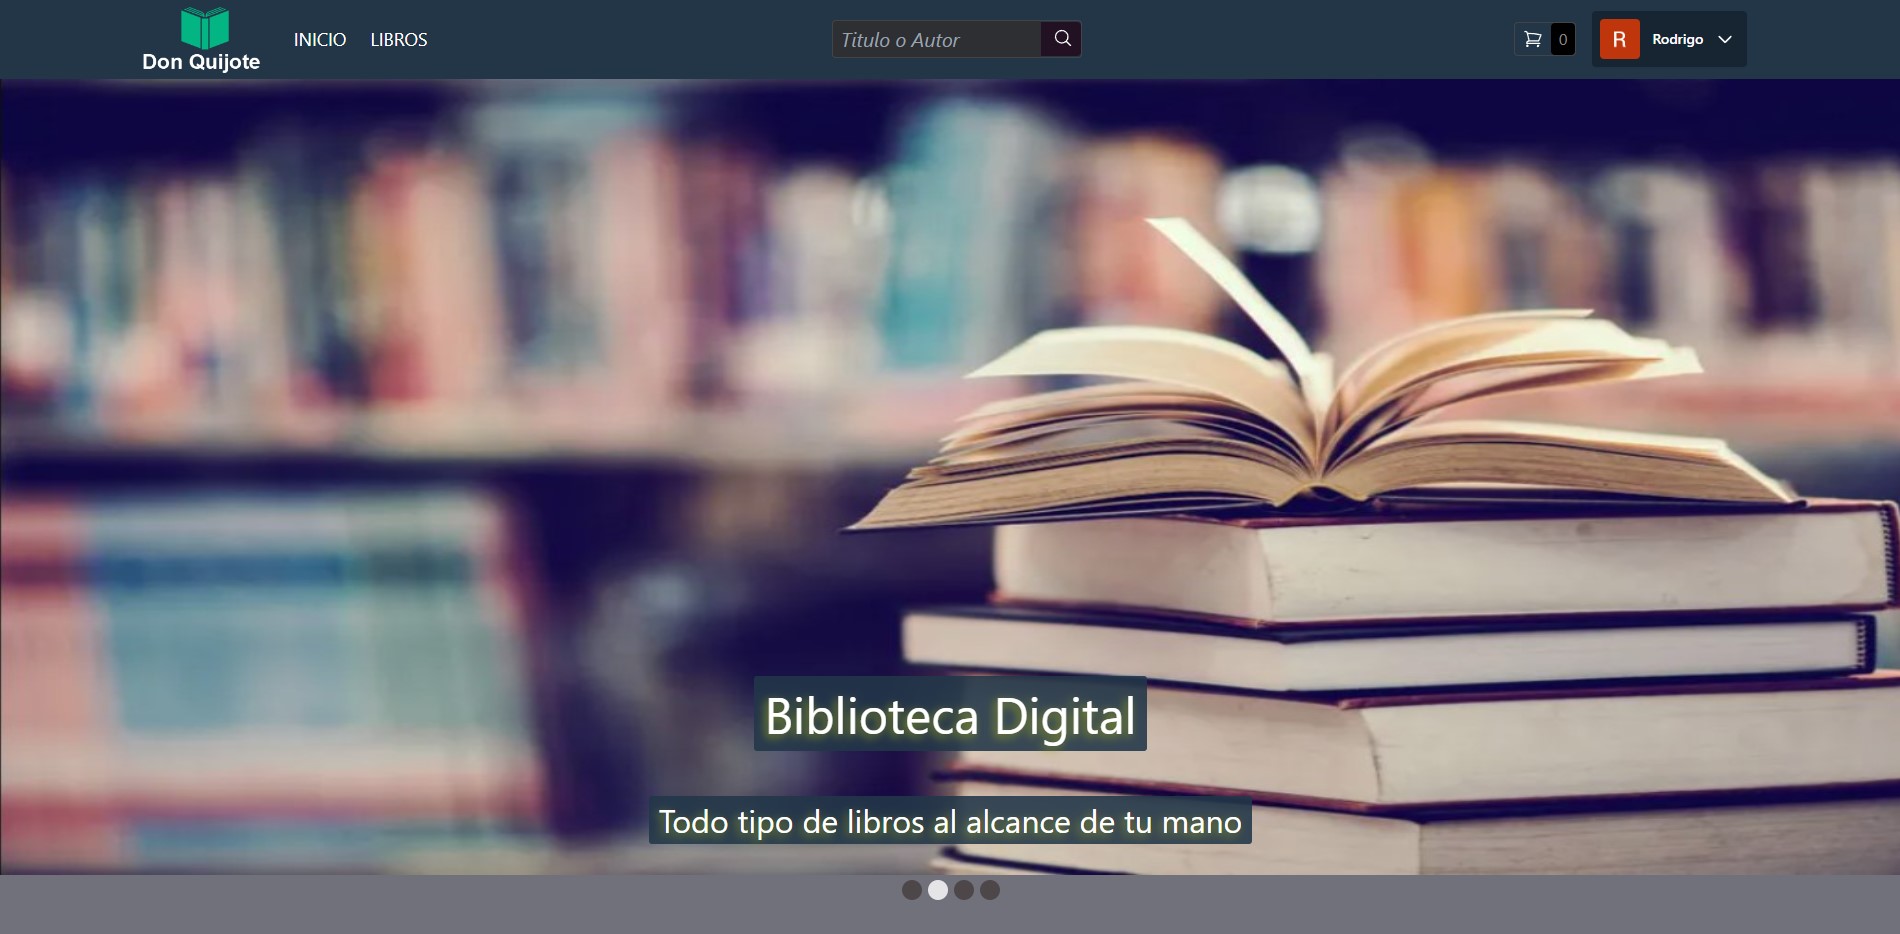 Don Quijote
INICIO
LIBROS
Titulo o Autor
0
R
Rodrigo
Biblioteca Digital
Todo tipo de libros al alcance de tu mano